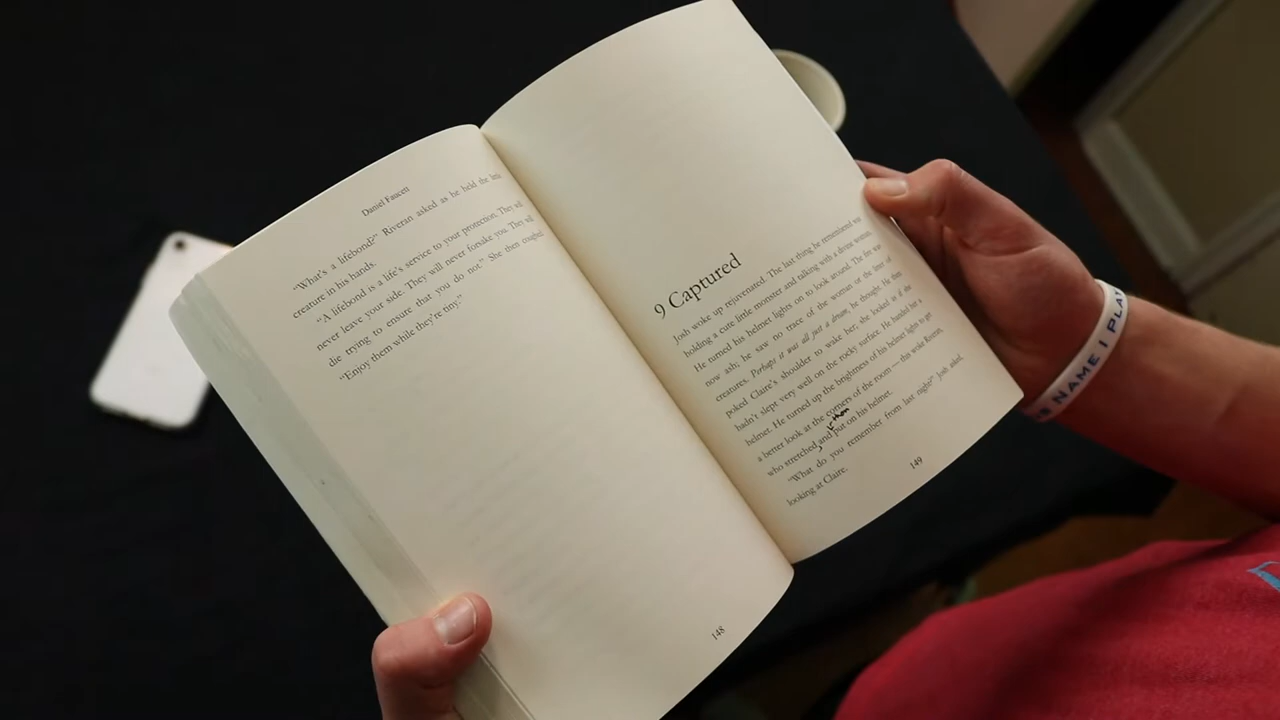 Daniel Faucett
“What’s a lifebond?” Riveran asked as he held the little
creature in his hands.
“A lifebond is a life’s service to your protection. They will
never leave your side. They will never forsake you. They will
die trying to ensure that you do not.” She then coughed
“Enjoy them while they’re tiny.”
148
9 Captured
Josh woke up rejuvenated. The last thing he remembered was
holding a cute little monster and talking with a divine woman.
He turned his helmet lights on to look around. The fire was
now ash; he saw no trace of the woman or the litter of
creatures. Perhaps it was all just a dream, he thought. He then
poked Claire’s shoulder to wake her; she looked as if she
hadn’t slept very well on the rocky surface. He handed her a
helmet. He turned up the brightness of his helmet lights to get
a better look at the corners of the room — this woke Riveran,
then
who stretched, and put on his helmet.
“What do you remember from last night?” Josh asked,
looking at Claire.
149
NAME I PLAY